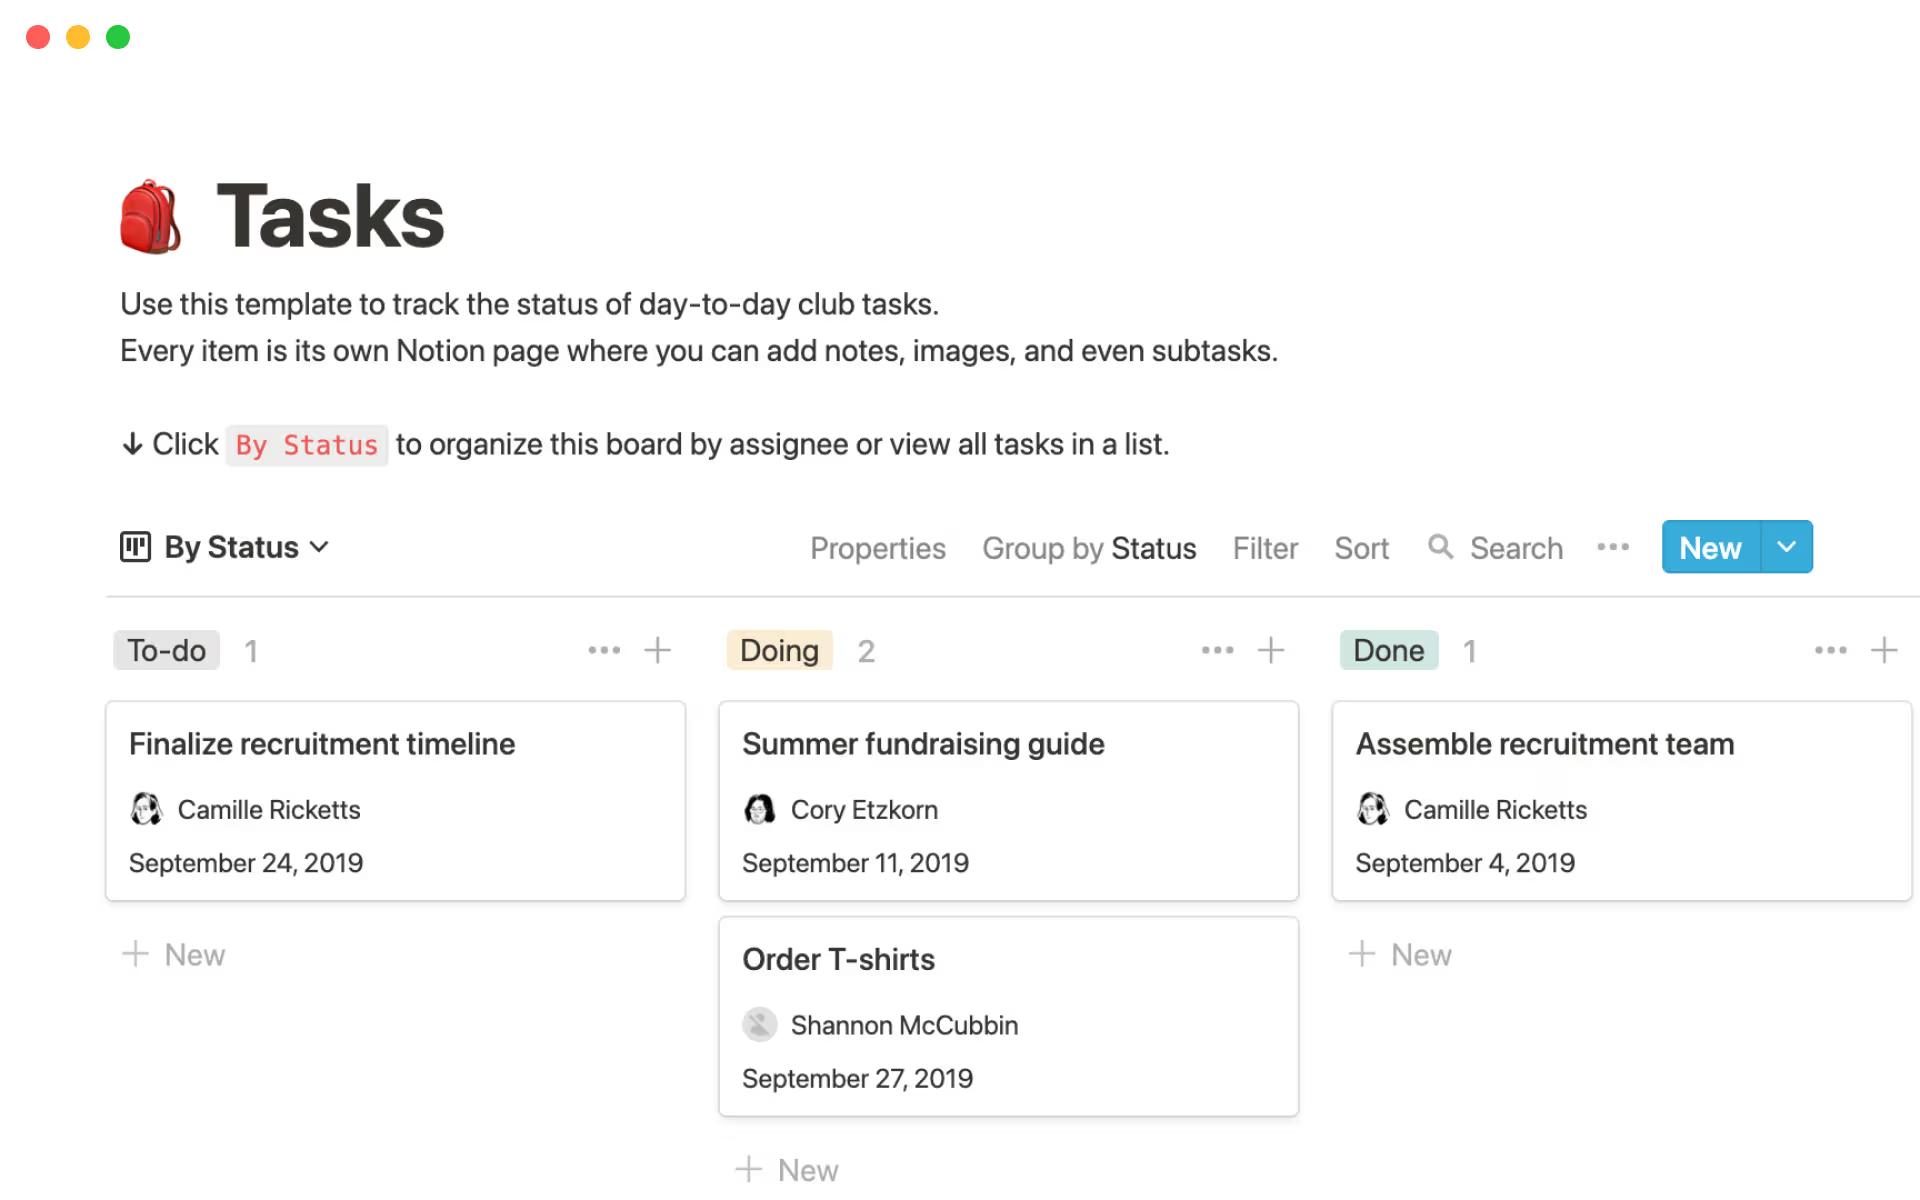 Tasks
Use this template to track the status of day-to-day club tasks.
Every item is its own Notion page where you can add notes, images, and even subtasks.
↓ Click By Status to organize this board by assignee or view all tasks in a list.
By Status
Properties
Group by Status
Filter
Sort
Search
New
To-do 1
Finalize recruitment timeline
Camille Ricketts
September 24, 2019
+ New
Doing 2
Summer fundraising guide
Cory Etzkorn
September 11, 2019
Order T-shirts
Shannon McCubbin
September 27, 2019
+ New
Done 1
Assemble recruitment team
Camille Ricketts
September 4, 2019
+ New